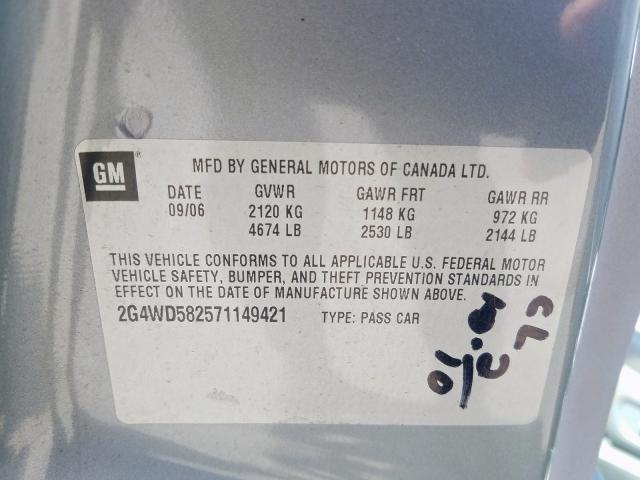 GM
MFD BY GENERAL MOTORS OF CANADA LTD.
DATE GVWR GAWR FRT GAWR RR
09/06 2120 KG 1148 KG 972 KG
4674 LB 2530 LB 2144 LB
THIS VEHICLE CONFORMS TO ALL APPLICABLE U.S. FEDERAL MOTOR
VEHICLE SAFETY, BUMPER, AND THEFT PREVENTION STANDARDS IN
EFFECT ON THE DATE OF MANUFACTURE SHOWN ABOVE.
2G4WD582571149421 TYPE: PASS CAR